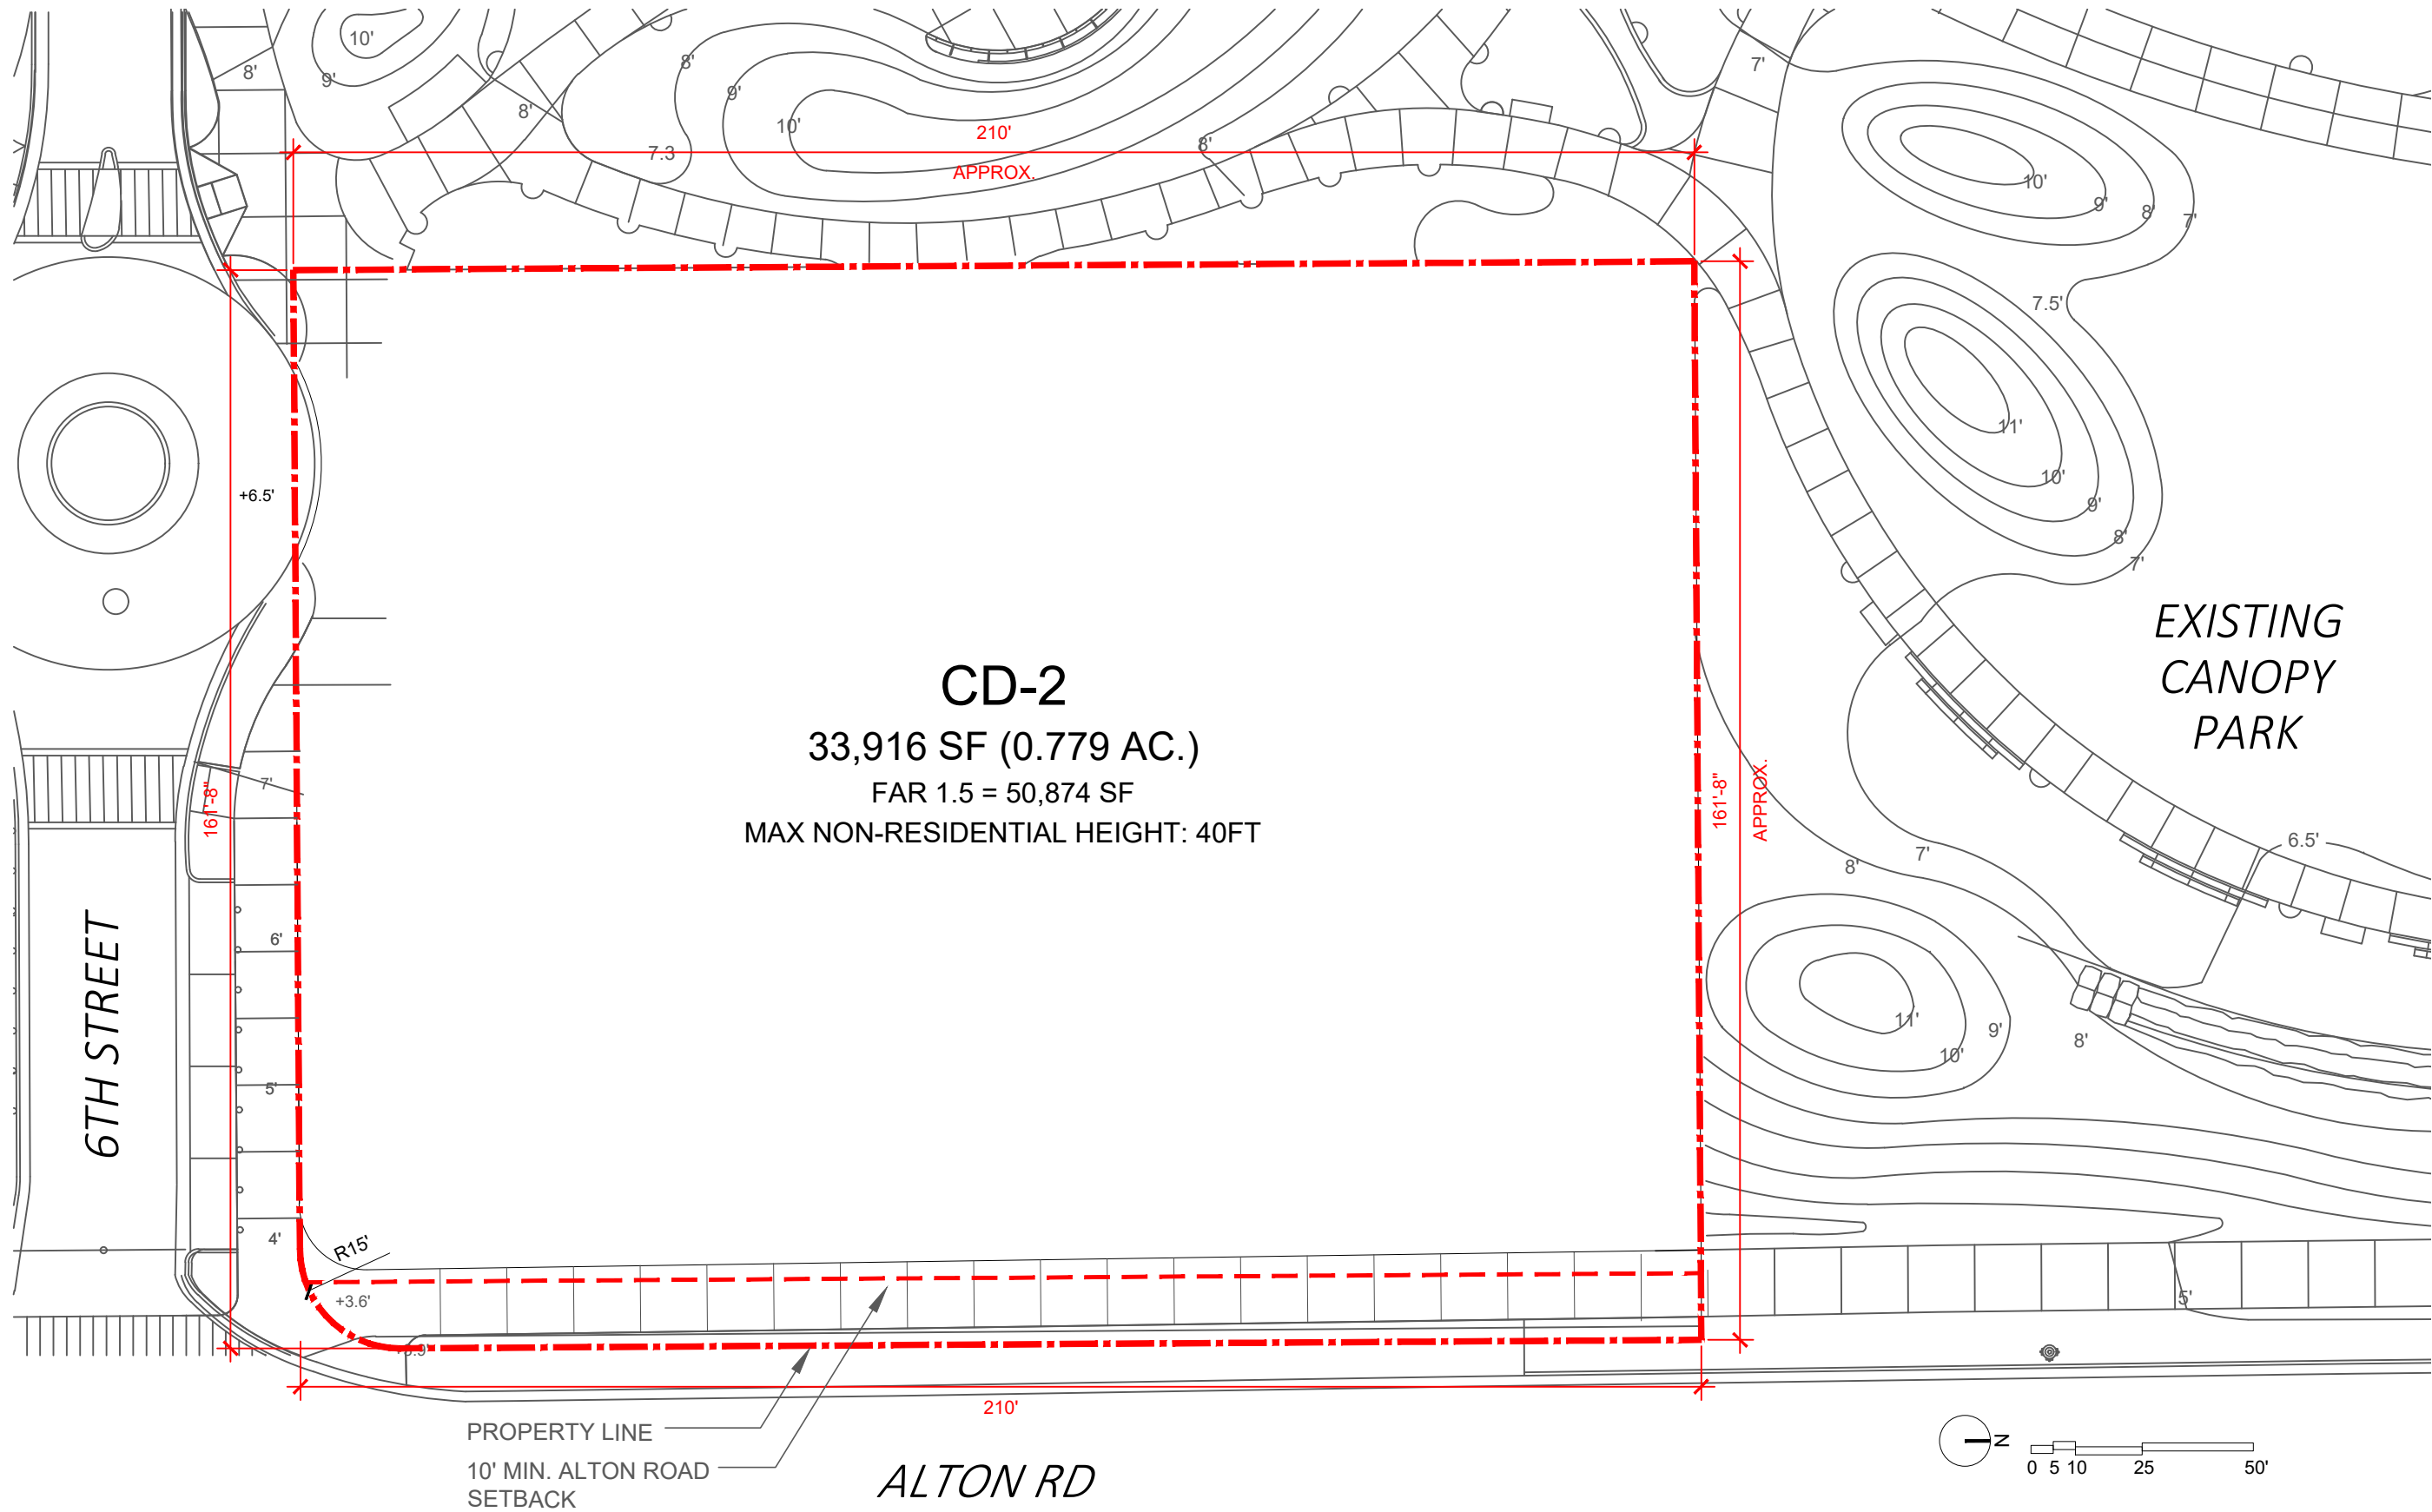 10'
8'
9'
8'
8'
9'
10'
7.3
210'
APPROX.
8'
7'
10'
9'
8'
7'
7.5'
11'
10'
9'
8'
7'
+6.5'
EXISTING
CANOPY
PARK
CD-2
33,916 SF (0.779 AC.)
FAR 1.5 = 50,874 SF
MAX NON-RESIDENTIAL HEIGHT: 40FT
161'-8"
7'
161'-8"
APPROX.
8'
7'
6.5'
6TH STREET
6'
5'
4'
11'
10'
9'
8'
R15'
+3.6'
5'
210'
PROPERTY LINE
10' MIN. ALTON ROAD
SETBACK
ALTON RD
N
0 5 10 25 50'